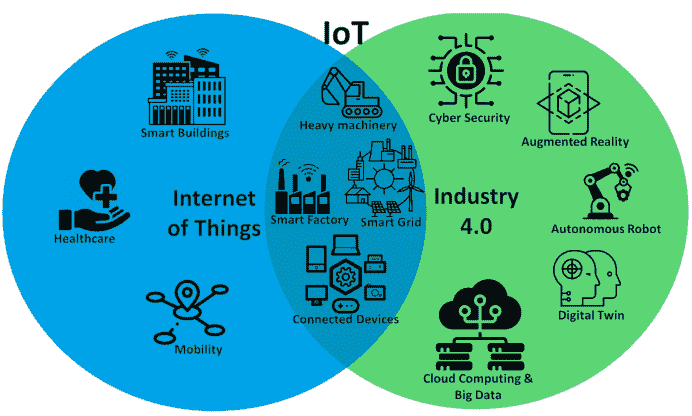 IoT
Smart Buildings
Heavy machinery
Cyber Security
Augmented Reality
Internet
of Things
Healthcare
Smart Factory
Smart Grid
Industry
4.0
Autonomous Robot
Mobility
Connected Devices
Digital Twin
Cloud Computing &
Big Data